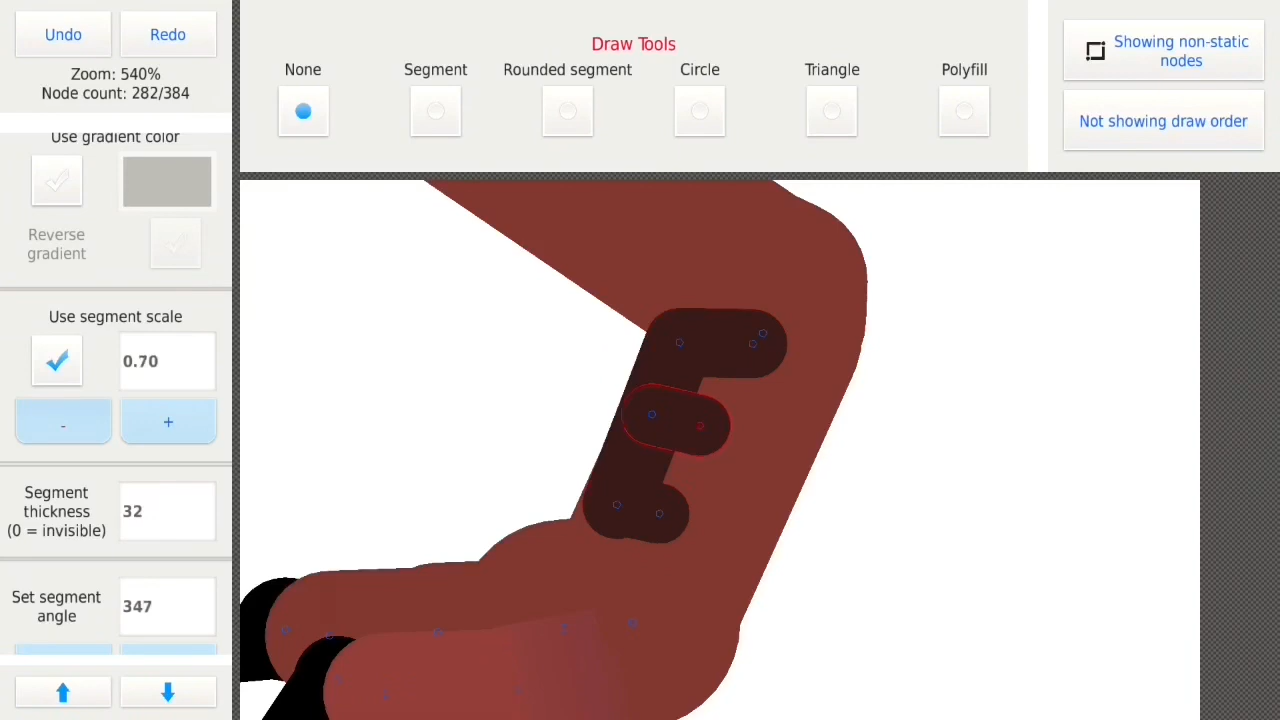 Undo
Redo
Zoom: 540%
Node count: 282/384
Use gradient color
Reverse
gradient
Use segment scale
0.70
-
+
Segment
thickness
(0 = invisible)
32
Set segment
angle
347
Draw Tools
None
Segment
Rounded segment
Circle
Triangle
Polyfill
Showing non-static
nodes
Not showing draw order